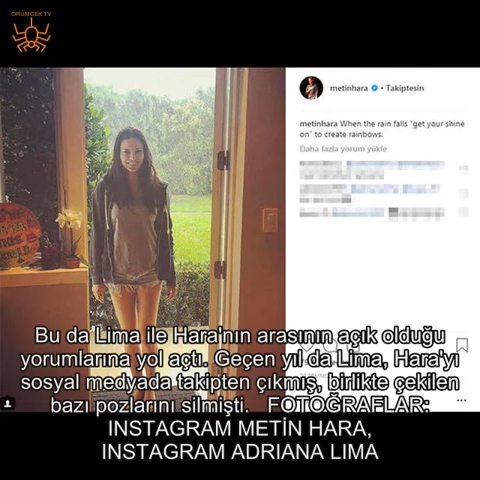 ÖRÜMCEK TV
metinhara • Takiptesin
metinhara When the rain falls "get your shine
on" to create rainbows.
Daha fazla yorum yükle
Bu da Lima ile Hara'nın arasının açık olduğu
yorumlarına yol açtı. Geçen yıl da Lima, Hara'yı
sosyal medyada takipten çıkmış, birlikte çekilen
bazı pozlarını silmişti. FOTOĞRAFLAR:
INSTAGRAM METİN HARA,
INSTAGRAM ADRIANA LIMA